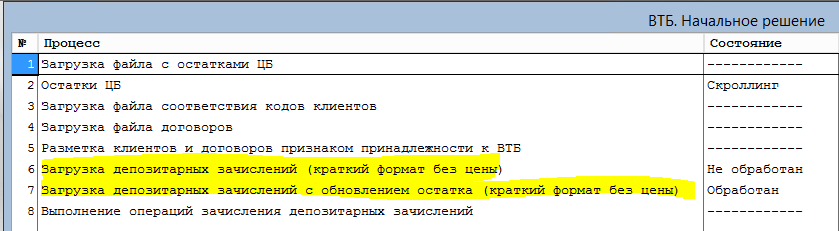 ВТБ. Начальное решение
№ Процесс Состояние
1 Загрузка файла с остатками ЦБ ------------
2 Остатки ЦБ Скроллинг
3 Загрузка файла соответствия кодов клиентов ------------
4 Загрузка файла договоров ------------
5 Разметка клиентов и договоров признаком принадлежности к ВТБ ------------
6 Загрузка депозитарных зачислений (краткий формат без цены) Не обработан
7 Загрузка депозитарных зачислений с обновлением остатка (краткий формат без цены) Обработан
8 Выполнение операций зачисления депозитарных зачислений ------------